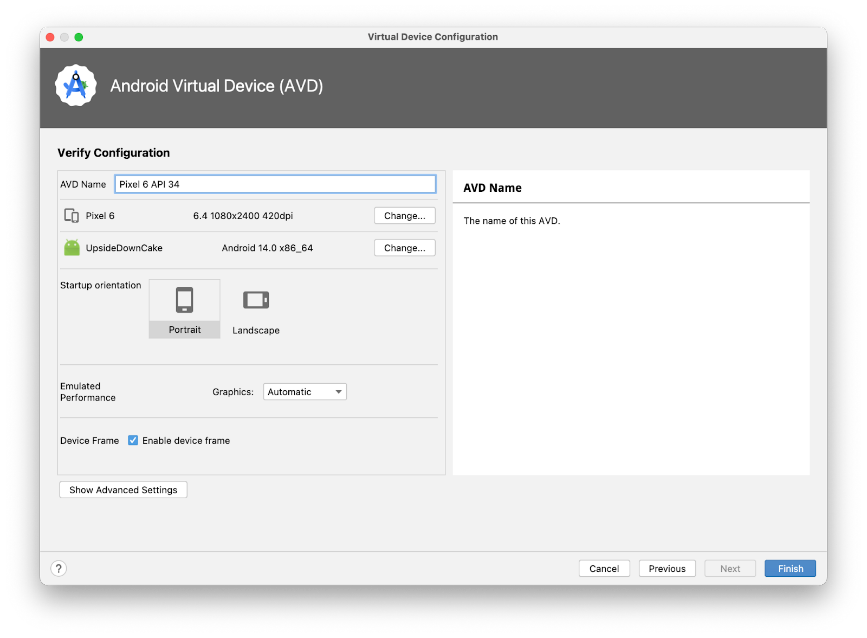 Virtual Device Configuration
Android Virtual Device (AVD)
Verify Configuration
AVD Name Pixel 6 API 34
Pixel 6 6.4 1080x2400 420dpi Change...
UpsideDownCake Android 14.0 x86_64 Change...
Startup orientation
Portrait Landscape
Emulated
Performance
Graphics: Automatic
Device Frame Enable device frame
Show Advanced Settings
AVD Name
The name of this AVD.
? Cancel Previous Next Finish